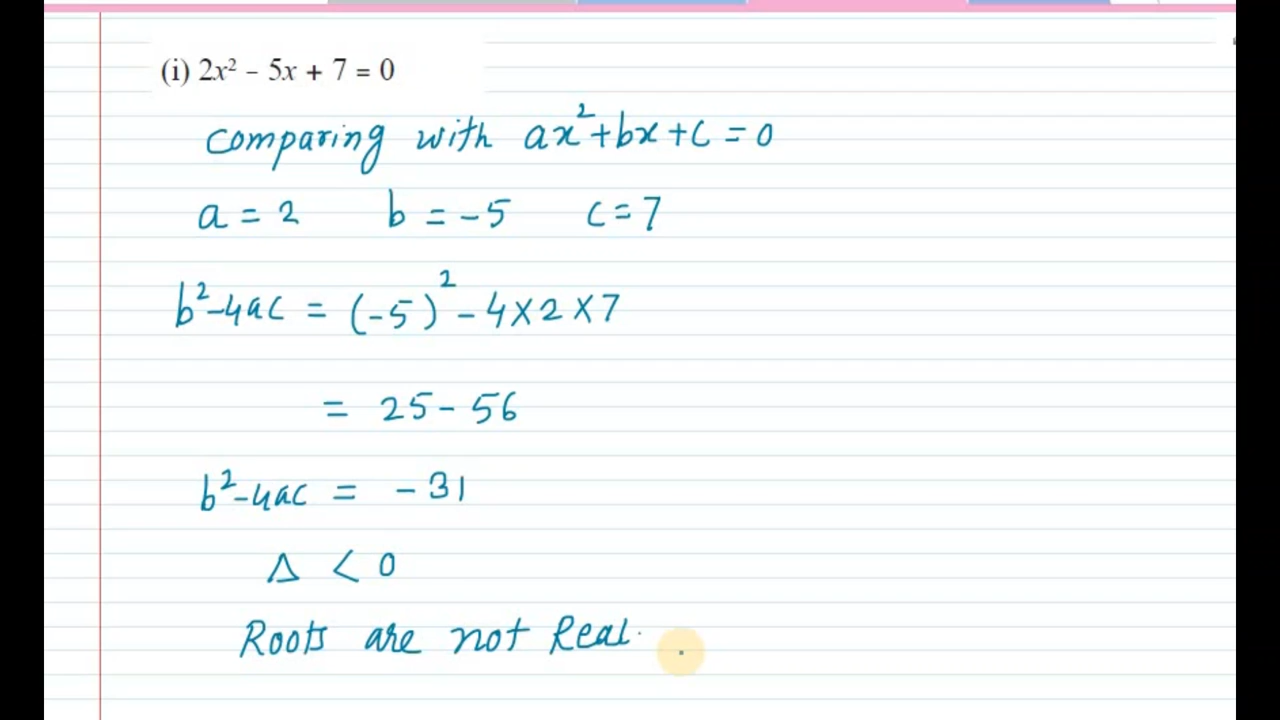 (i) 2x² – 5x + 7 = 0
Comparing with ax²+bx+c=0
a = 2 b = -5 c=7
b²-4ac = (-5)² - 4×2×7
= 25 - 56
b²-4ac = -31
Δ < 0
Roots are not Real.